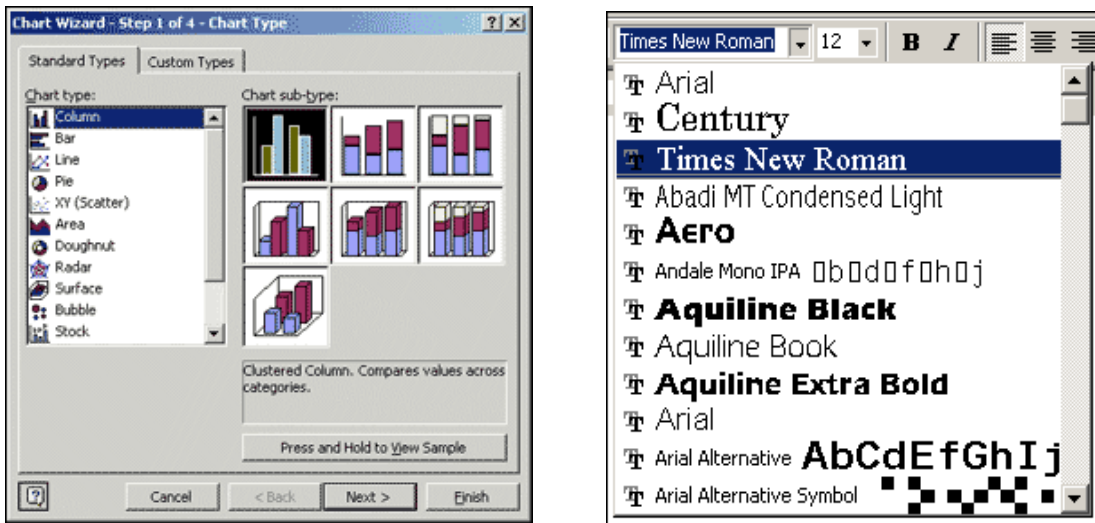 Chart Wizard - Step 1 of 4 - Chart Type
Standard Types
Custom Types
Chart type:
Column
Bar
Line
Pie
XY (Scatter)
Area
Doughnut
Radar
Surface
Bubble
Stock
Chart sub-type:
Clustered Column. Compares values across
categories.
Press and Hold to View Sample
Cancel
< Back
Next >
Finish
Times New Roman 12 B I
Arial
Century
Times New Roman
Abadi MT Condensed Light
Aero
Andale Mono IPA ▯b▯d▯f▯h▯j
Aquiline Black
Aquiline Book
Aquiline Extra Bold
Arial
Arial Alternative AbCdEfGhIj
Arial Alternative Symbol